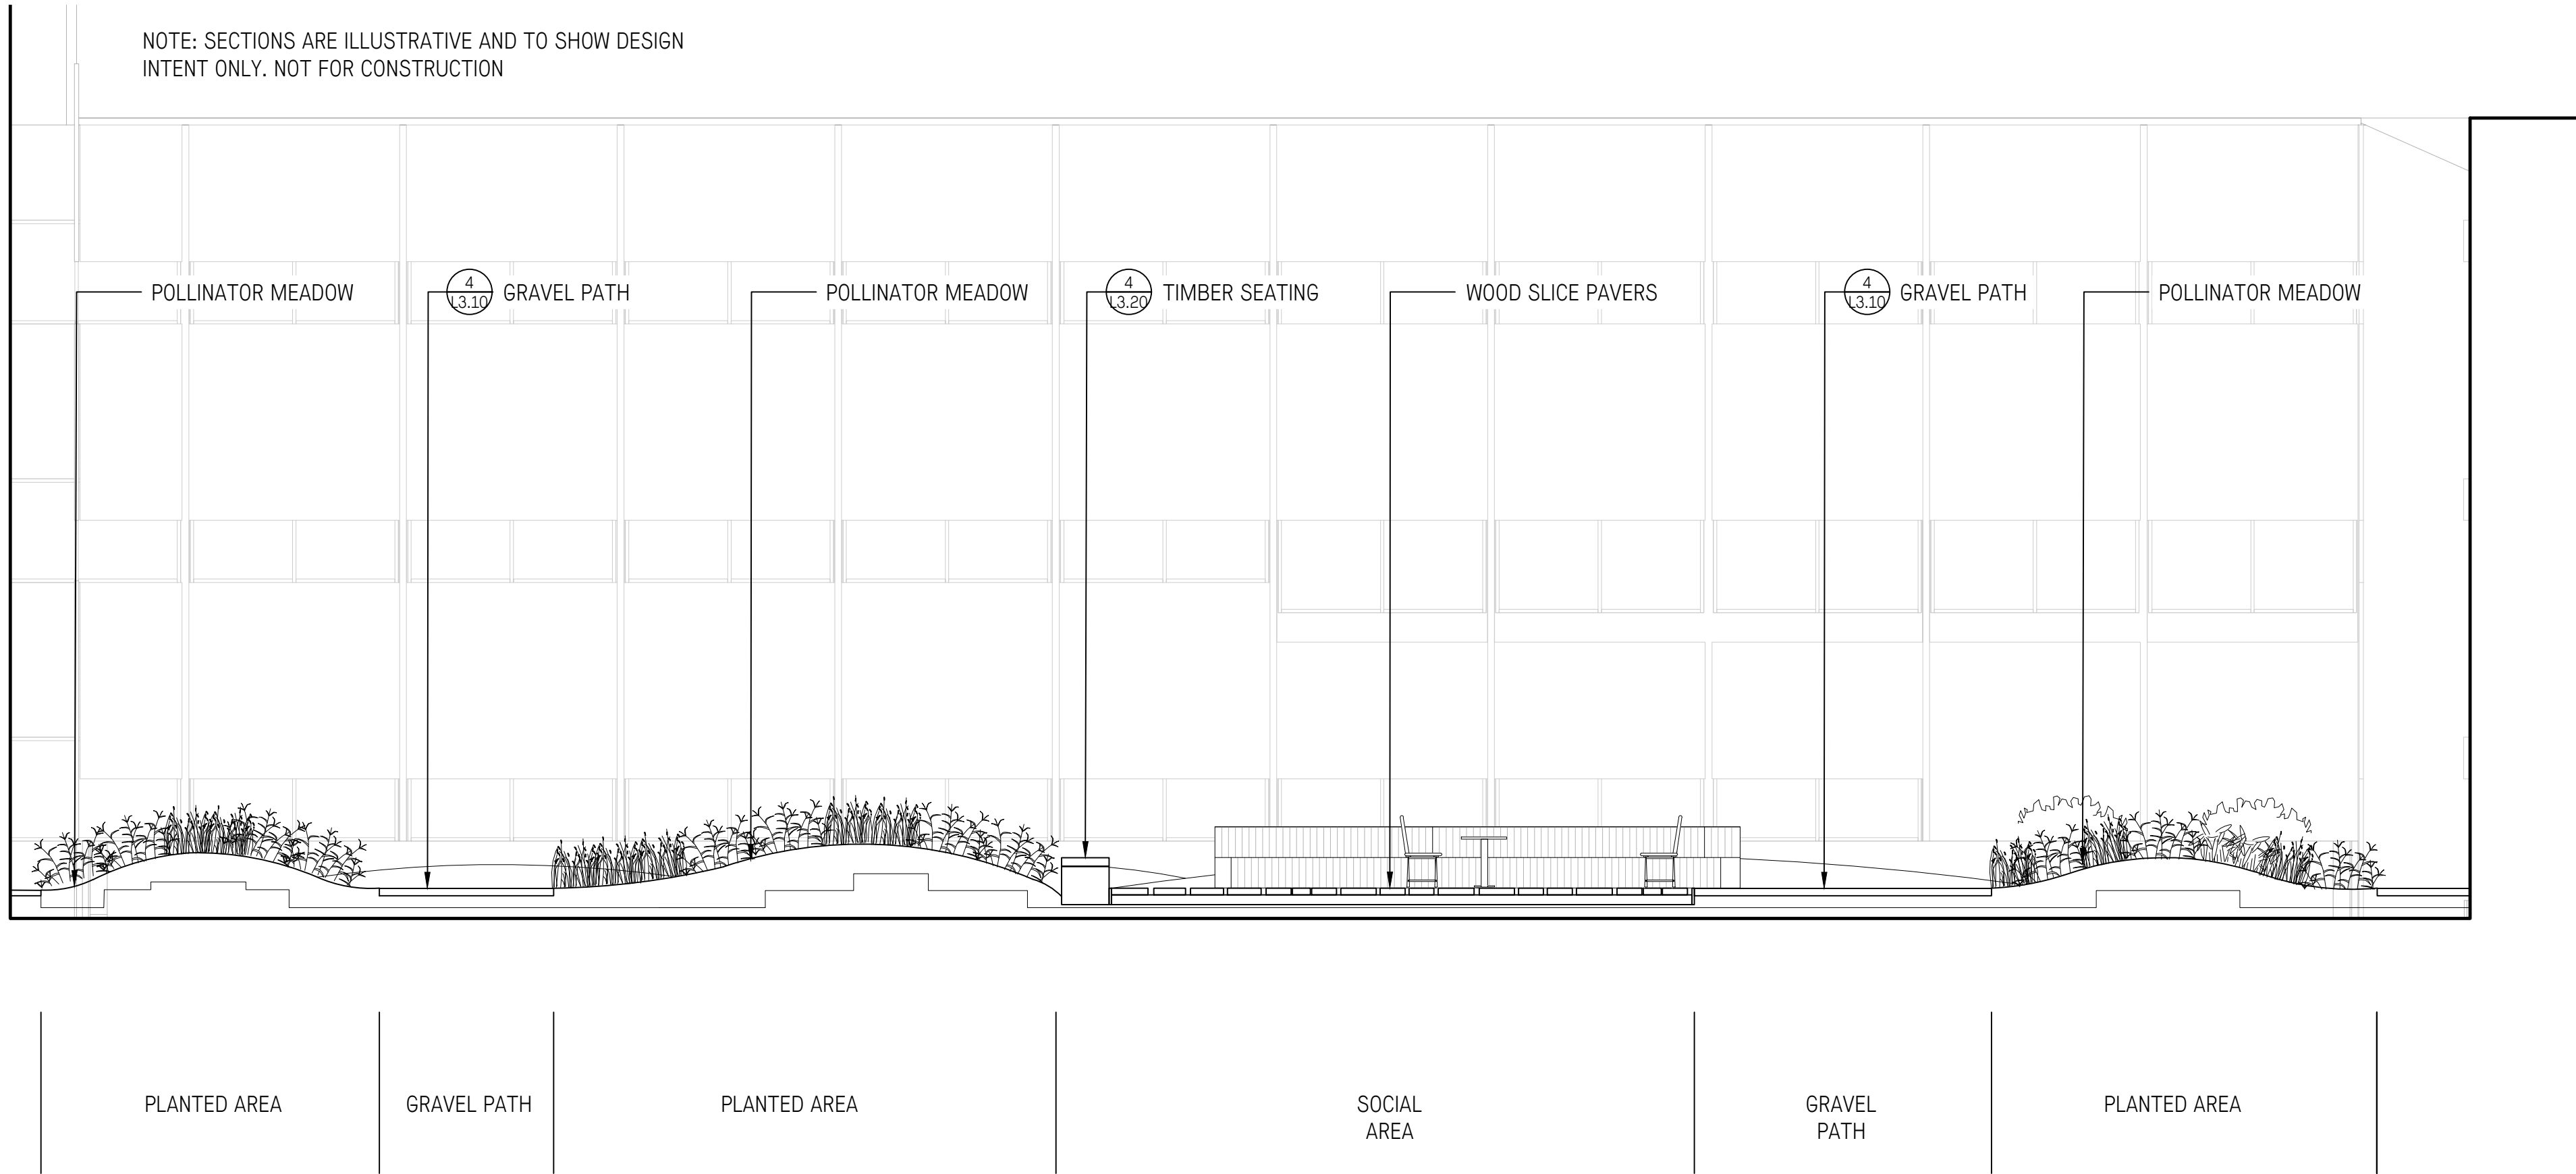 NOTE: SECTIONS ARE ILLUSTRATIVE AND TO SHOW DESIGN
INTENT ONLY. NOT FOR CONSTRUCTION
POLLINATOR MEADOW
4
L3.10
GRAVEL PATH
POLLINATOR MEADOW
4
L3.20
TIMBER SEATING
WOOD SLICE PAVERS
4
L3.10
GRAVEL PATH
POLLINATOR MEADOW
PLANTED AREA
GRAVEL PATH
PLANTED AREA
SOCIAL
AREA
GRAVEL
PATH
PLANTED AREA